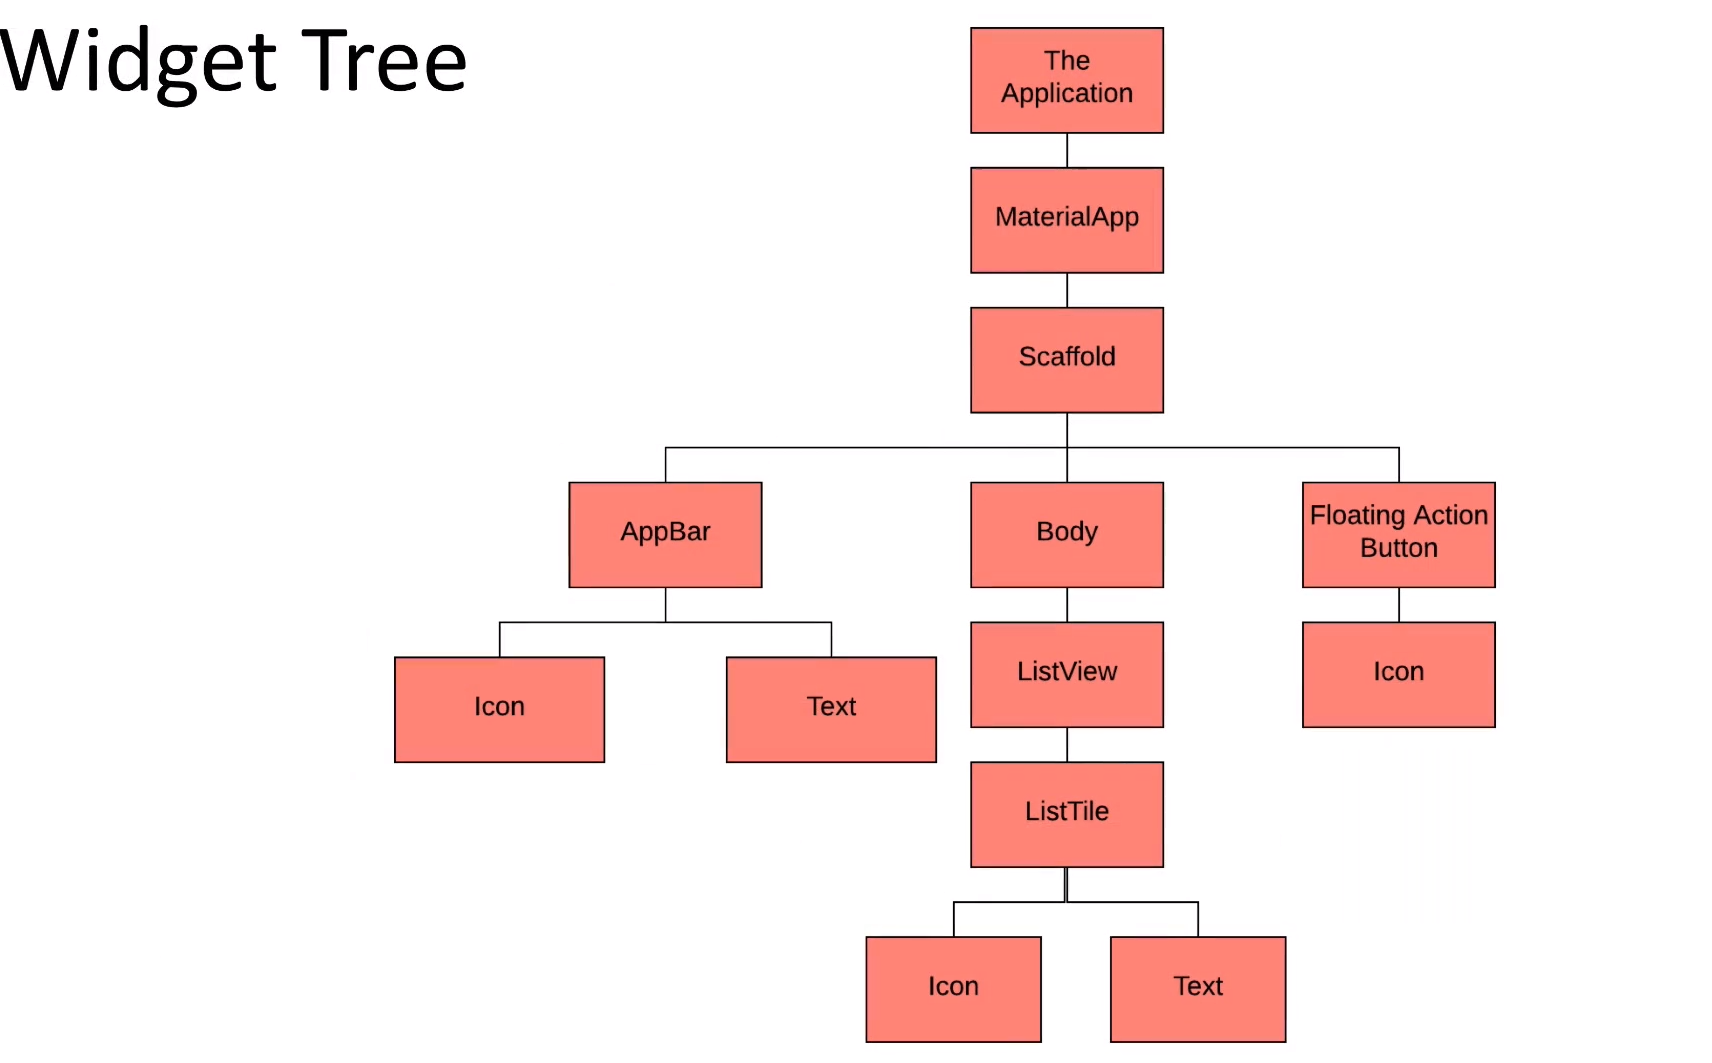 Widget Tree
The
Application
MaterialApp
Scaffold
AppBar
Body
Floating Action
Button
Icon
Text
ListView
Icon
ListTile
Icon
Text